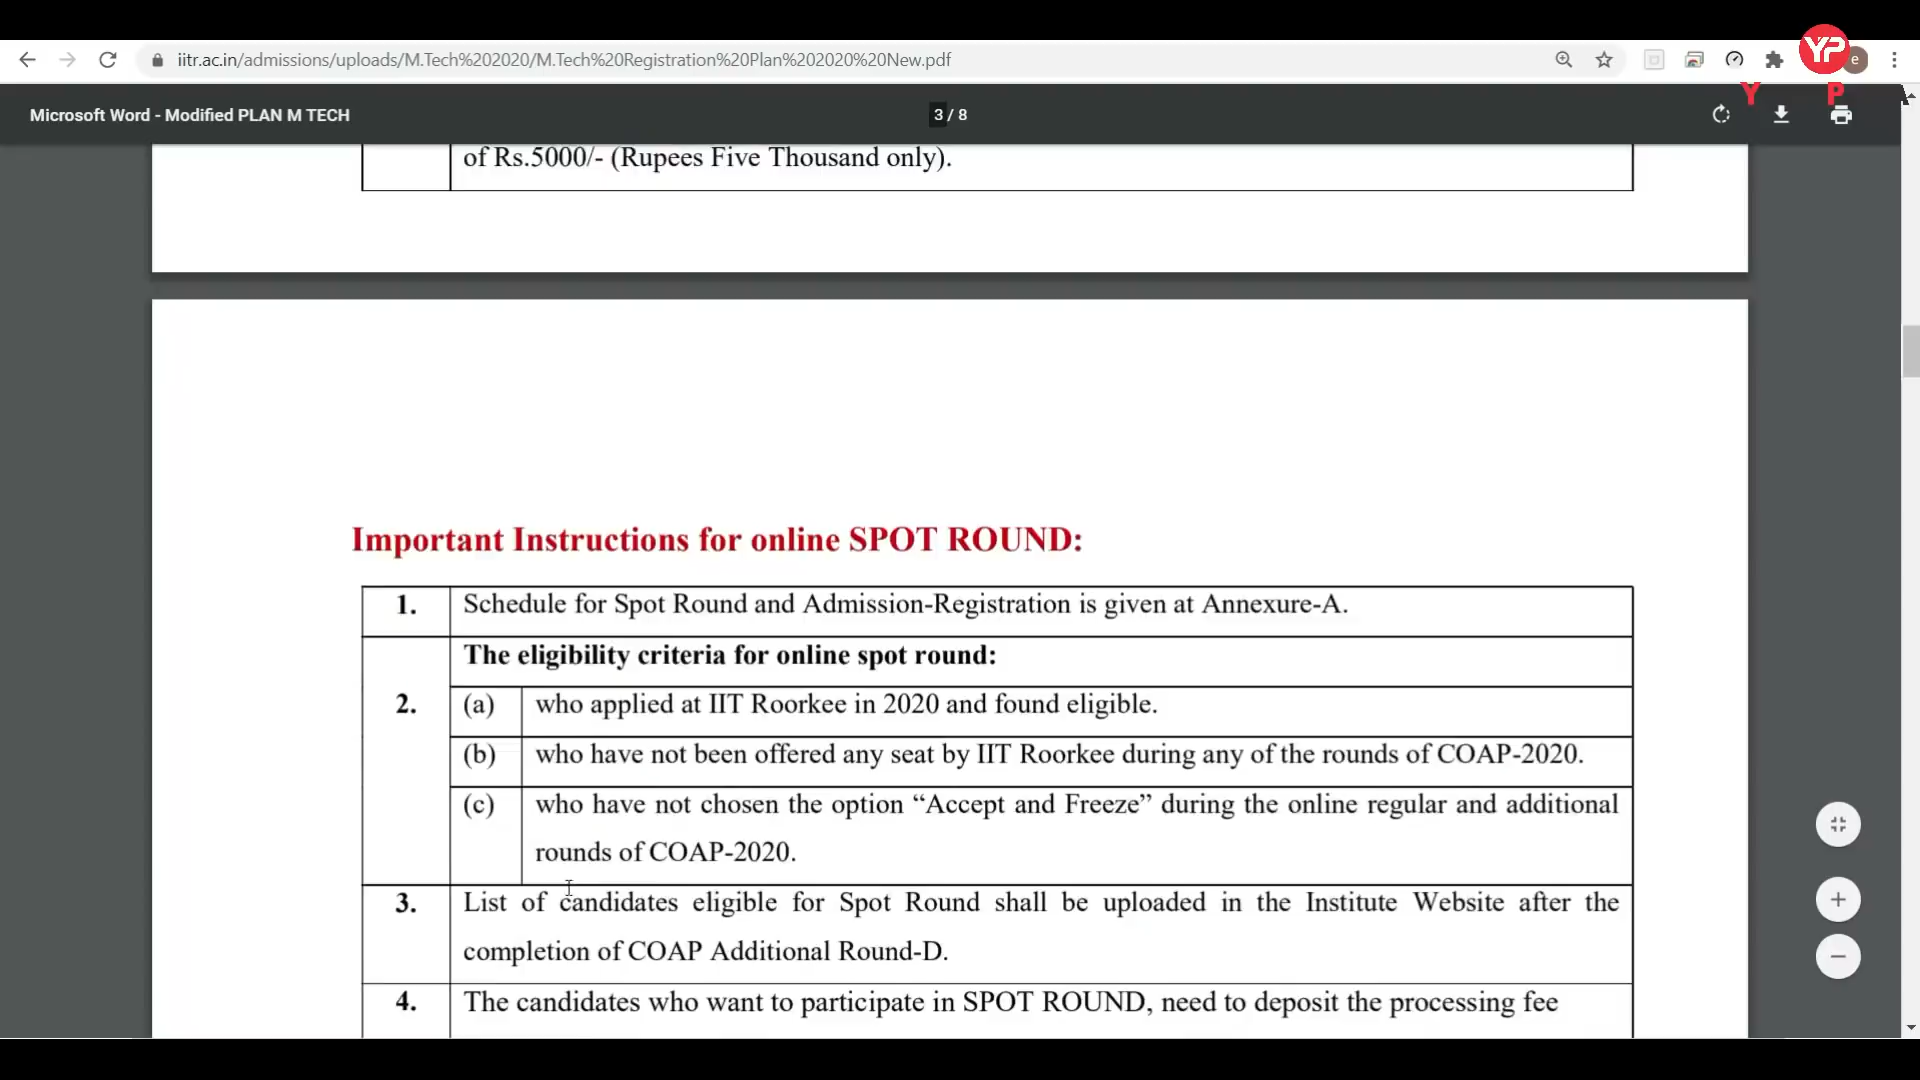 iitr.ac.in/admissions/uploads/M.Tech%202020/M.Tech%20Registration%20Plan%202020%20New.pdf
YP
e
Y P
Microsoft Word - Modified PLAN M TECH
3 / 8
of Rs.5000/- (Rupees Five Thousand only).
Important Instructions for online SPOT ROUND:
1. Schedule for Spot Round and Admission-Registration is given at Annexure-A.
The eligibility criteria for online spot round:
2. (a) who applied at IIT Roorkee in 2020 and found eligible.
(b) who have not been offered any seat by IIT Roorkee during any of the rounds of COAP-2020.
(c) who have not chosen the option “Accept and Freeze” during the online regular and additional
rounds of COAP-2020.
3. List of candidates eligible for Spot Round shall be uploaded in the Institute Website after the
completion of COAP Additional Round-D.
4. The candidates who want to participate in SPOT ROUND, need to deposit the processing fee